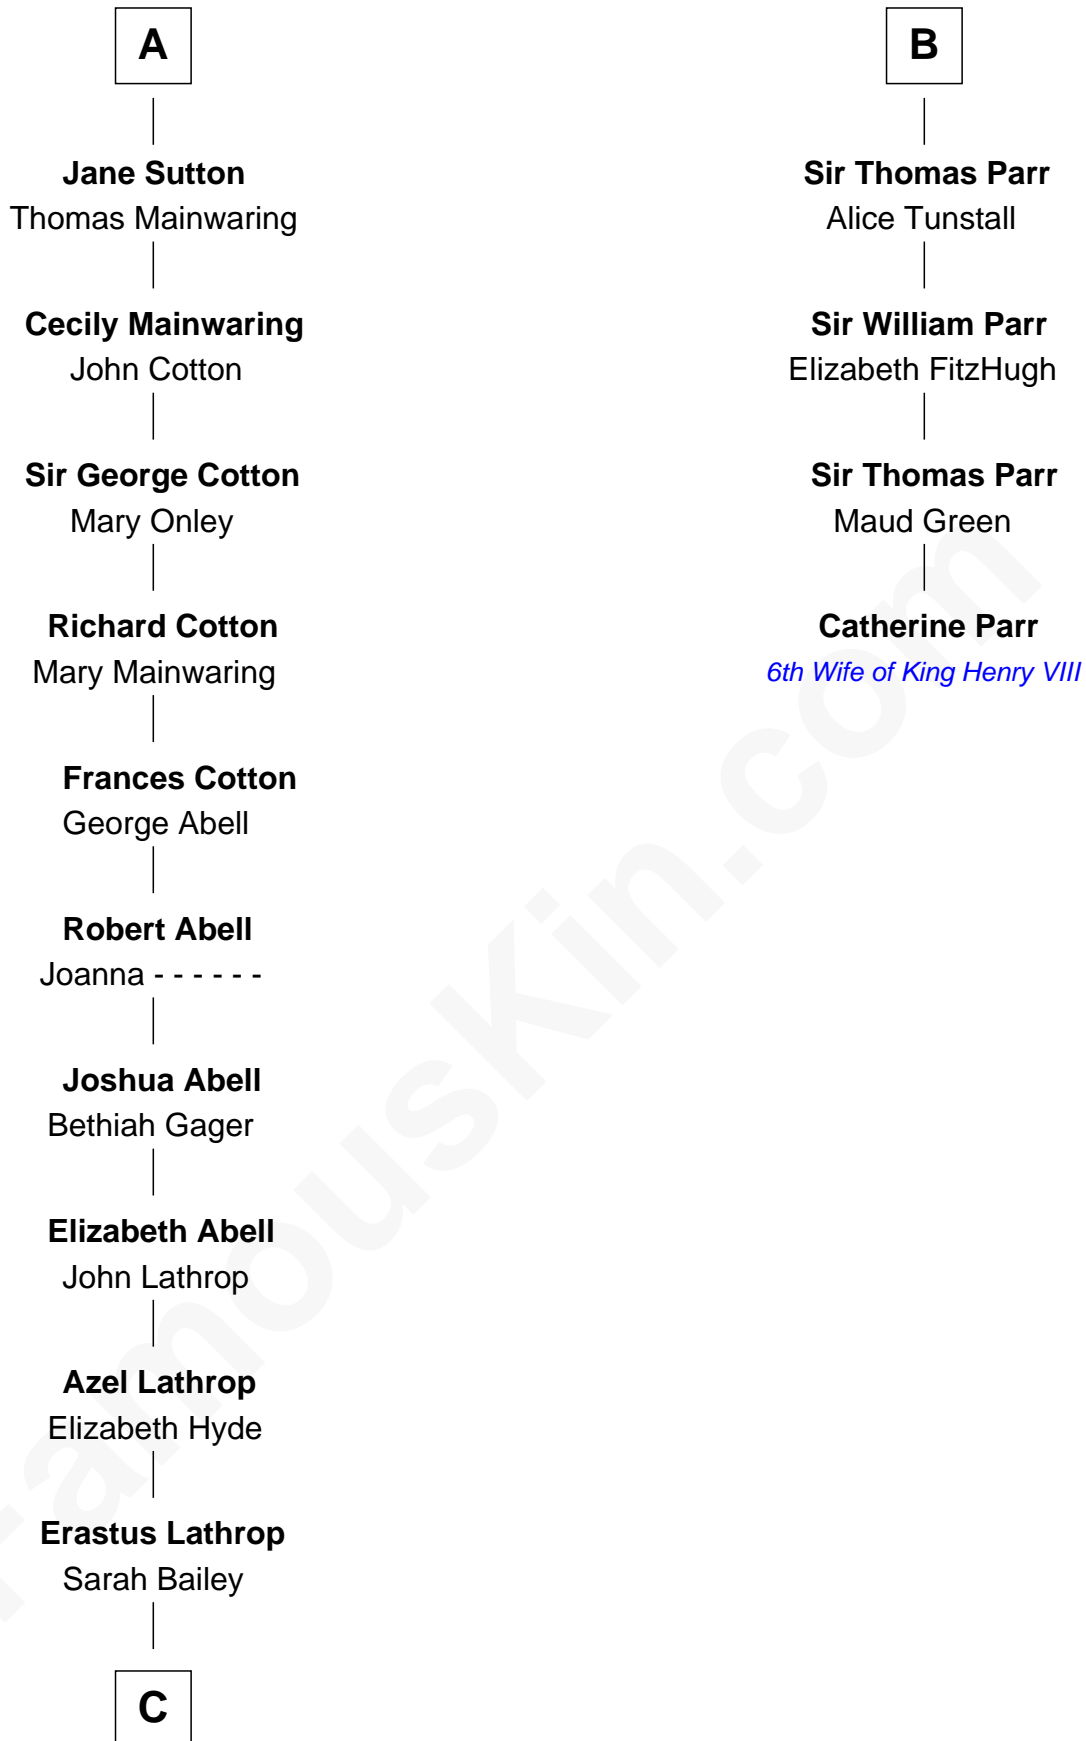 A
Jane Sutton
Thomas Mainwaring
Cecily Mainwaring
John Cotton
Sir George Cotton
Mary Onley
Richard Cotton
Mary Mainwaring
Frances Cotton
George Abell
Robert Abell
Joanna - - - - - -
Joshua Abell
Bethiah Gager
Elizabeth Abell
John Lathrop
Azel Lathrop
Elizabeth Hyde
Erastus Lathrop
Sarah Bailey
C
B
Sir Thomas Parr
Alice Tunstall
Sir William Parr
Elizabeth FitzHugh
Sir Thomas Parr
Maud Green
Catherine Parr
6th Wife of King Henry VIII
FamousKin.com